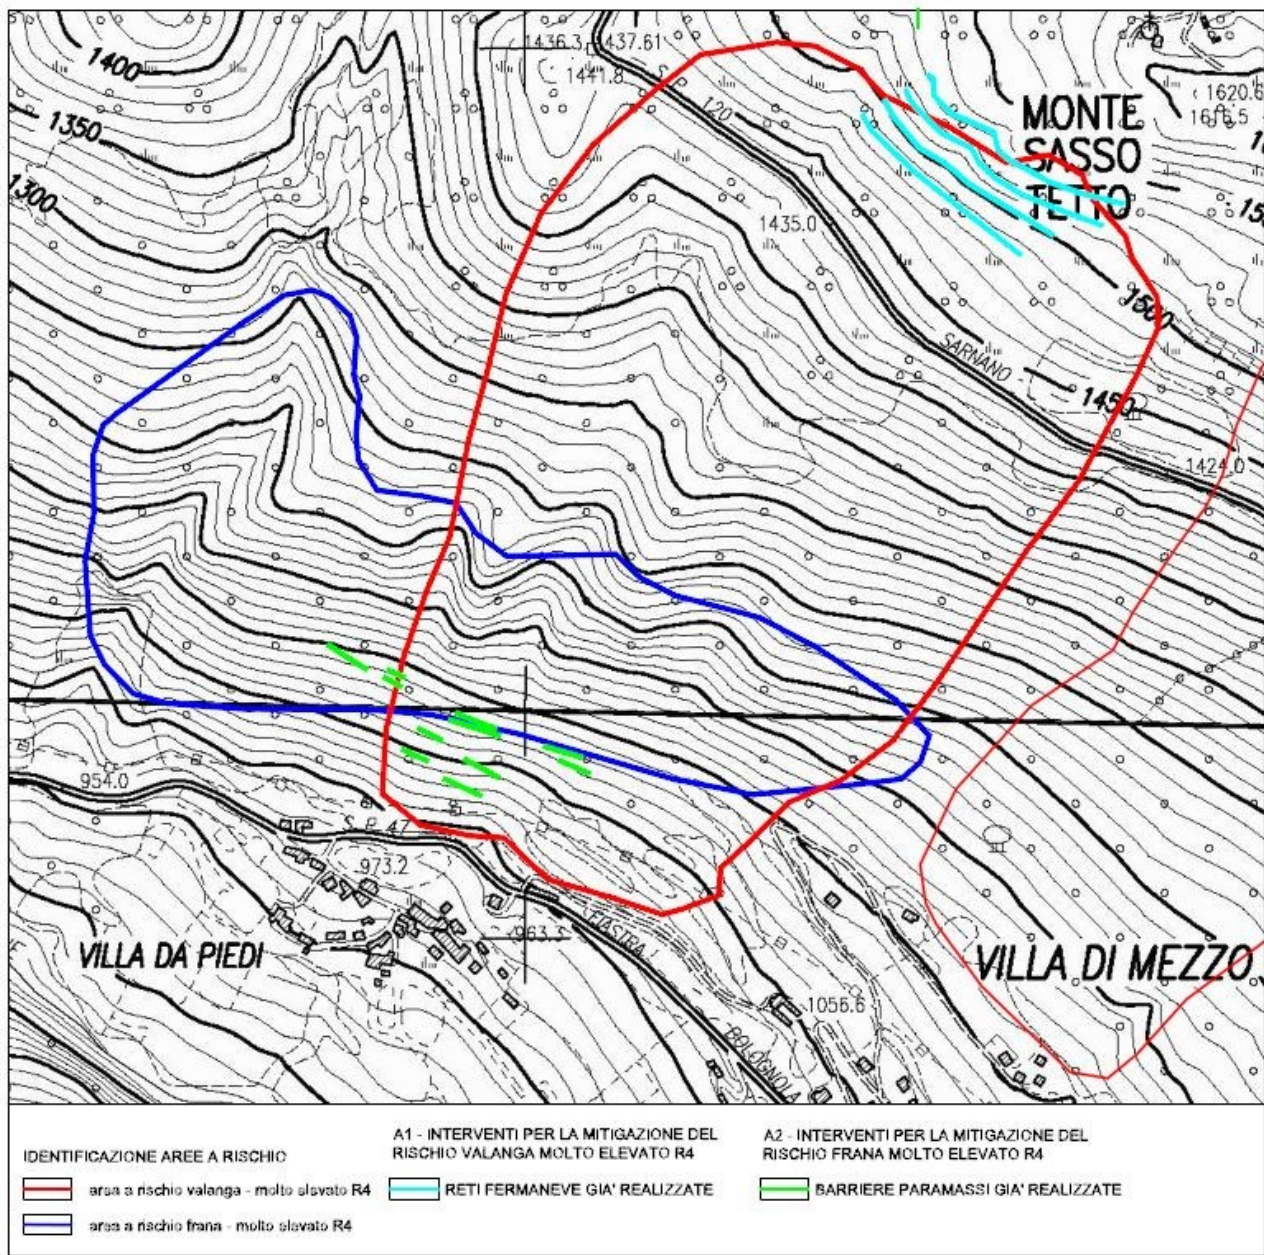 1400
1436.3
1437.61
1441.8
1350
120
MONTE
SASSO
TETTO
1620.6
1616.5
1300
1435.0
1500
SARNANO
1450
1424.0
954.0
S.P. 47
973.2
FIASTRA
963.3
VILLA DA PIEDI
VILLA DI MEZZO
1056.6
BOLOGNOLA
IDENTIFICAZIONE AREE A RISCHIO
area a rischio valanga - molto elevato R4
area a rischio frana - molto elevato R4
A1 - INTERVENTI PER LA MITIGAZIONE DEL
RISCHIO VALANGA MOLTO ELEVATO R4
RETI FERMANEVE GIA' REALIZZATE
A2 - INTERVENTI PER LA MITIGAZIONE DEL
RISCHIO FRANA MOLTO ELEVATO R4
BARRIERE PARAMASSI GIA' REALIZZATE